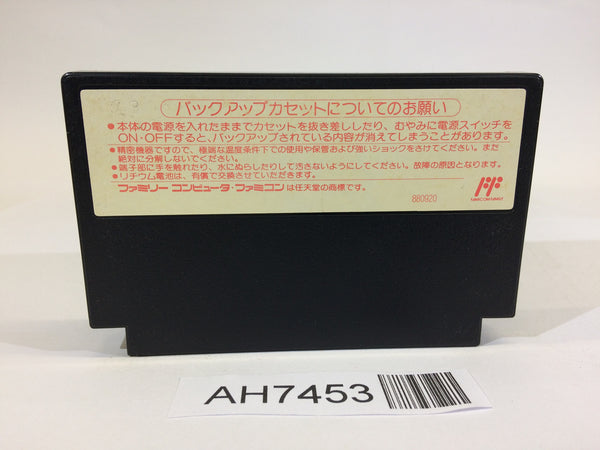 バックアップカセットについてのお願い
●本体の電源を入れたままでカセットを抜き差ししたり、むやみに電源スイッチを
ON・OFFすると、バックアップされている内容が消えてしまうことがあります。
●精密機器ですので、極端な温度条件下での使用や保管および強いショックをさけてください。また
絶対に分解しないでください。
●端子部に手を触れたり、水にぬらしたりして汚さないようにしてください。故障の原因となります。
●リチウム電池は、有償で交換させていただきます。
ファミリー コンピュータ・ファミコン は任天堂の商標です。
880920
FF
FAMICOM FAMILY
AH7453